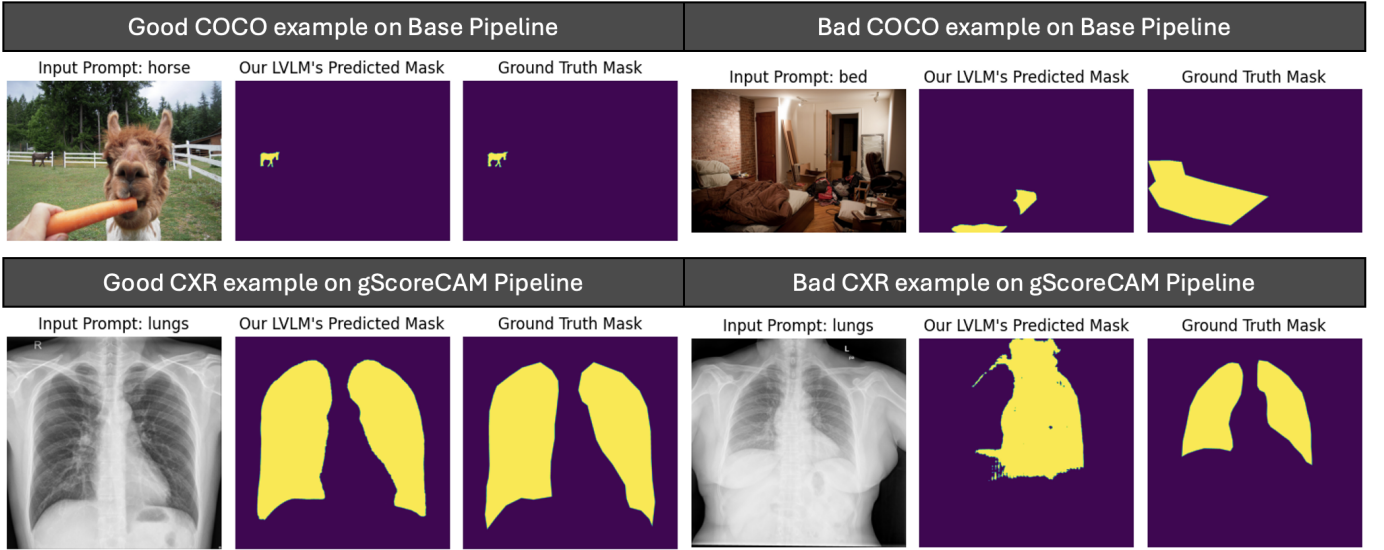 Good COCO example on Base Pipeline
Bad COCO example on Base Pipeline
Input Prompt: horse
Our LVLM's Predicted Mask
Ground Truth Mask
Input Prompt: bed
Our LVLM's Predicted Mask
Ground Truth Mask
Good CXR example on gScoreCAM Pipeline
Bad CXR example on gScoreCAM Pipeline
Input Prompt: lungs
Our LVLM's Predicted Mask
Ground Truth Mask
Input Prompt: lungs
Our LVLM's Predicted Mask
Ground Truth Mask
R
L